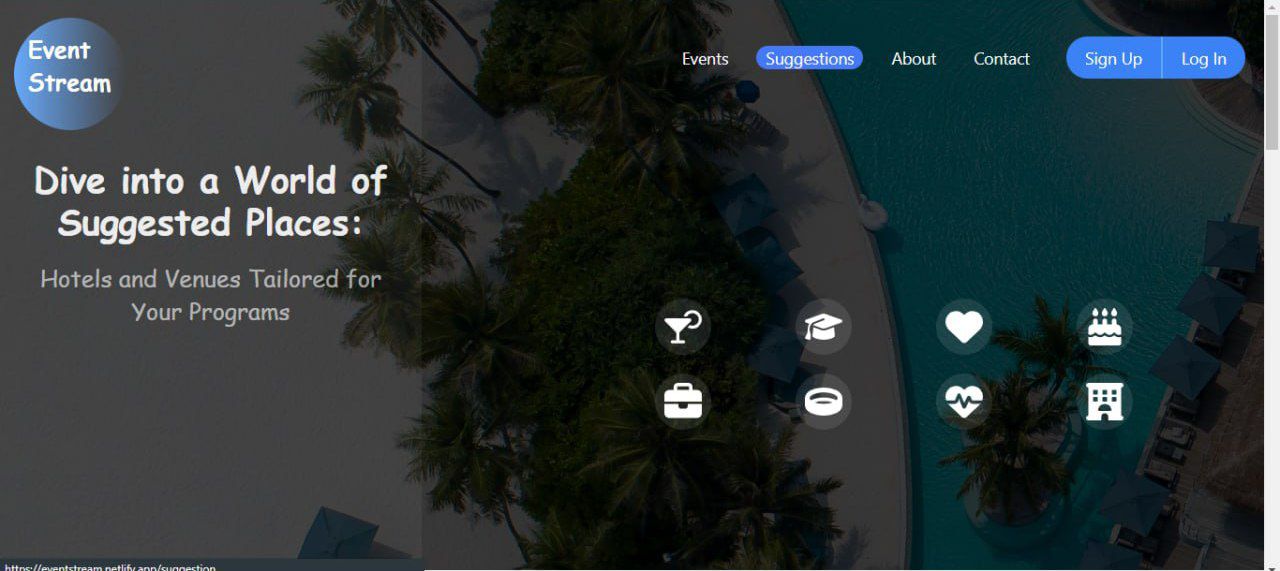 Event
Stream
Events
Suggestions
About
Contact
Sign Up
Log In
Dive into a World of
Suggested Places:
Hotels and Venues Tailored for
Your Programs
https://eventstream.netlify.app/suggestion